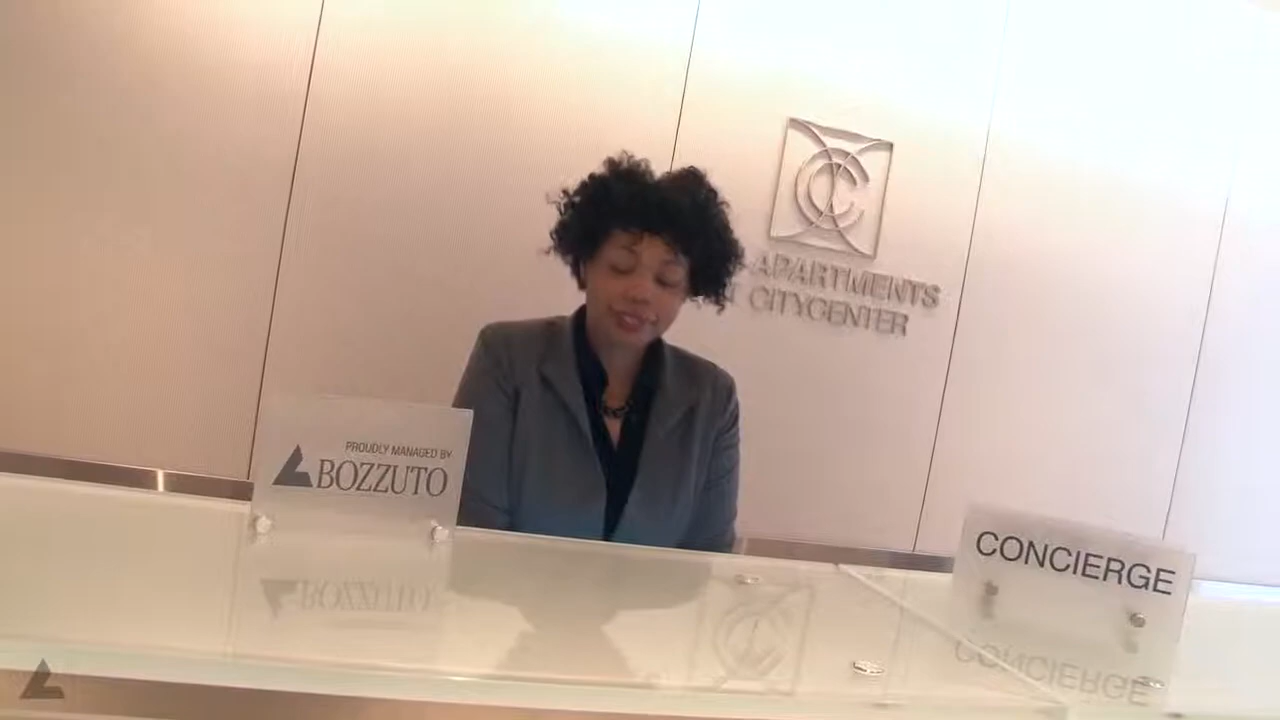 APARTMENTS
CITYCENTER
PROUDLY MANAGED BY
BOZZUTO
CONCIERGE